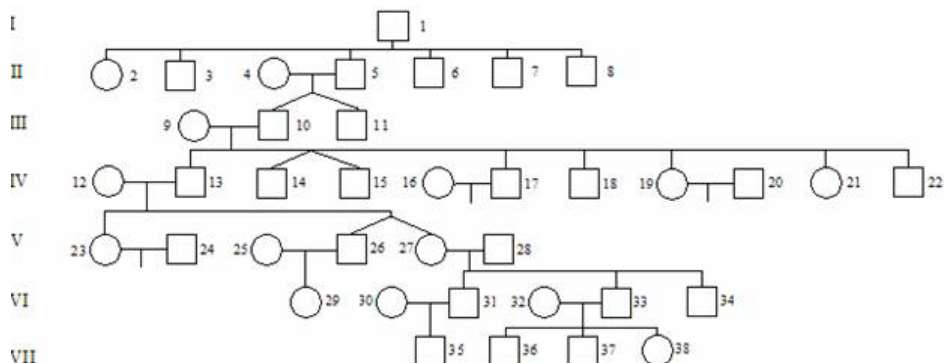 I 1
II 2 3 4 5 6 7 8
III 9 10 11
IV 12 13 14 15 16 17 18 19 20 21 22
V 23 24 25 26 27 28
VI 29 30 31 32 33 34
VII 35 36 37 38